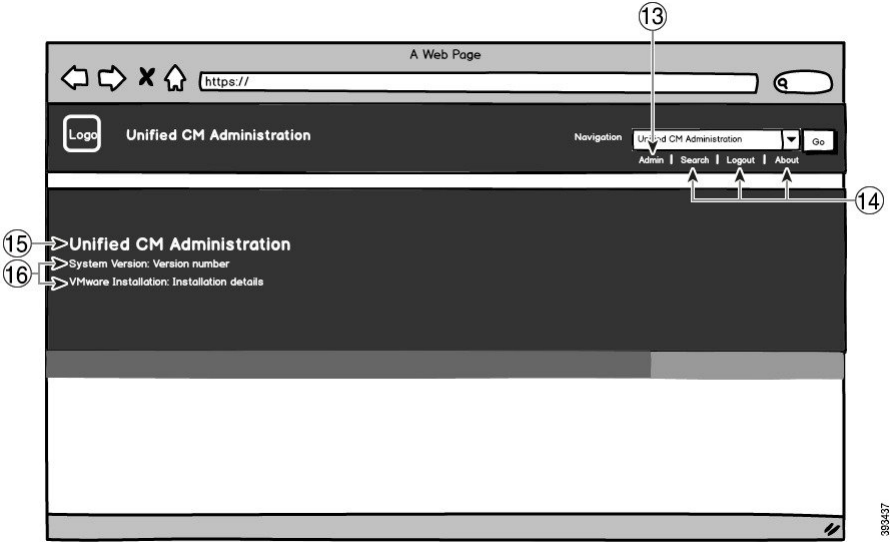 13
A Web Page
https://
Logo
Unified CM Administration
Navigation
Unified CM Administration
Go
Admin | Search | Logout | About
14
15
Unified CM Administration
16
System Version: Version number
VMware Installation: Installation details
393437